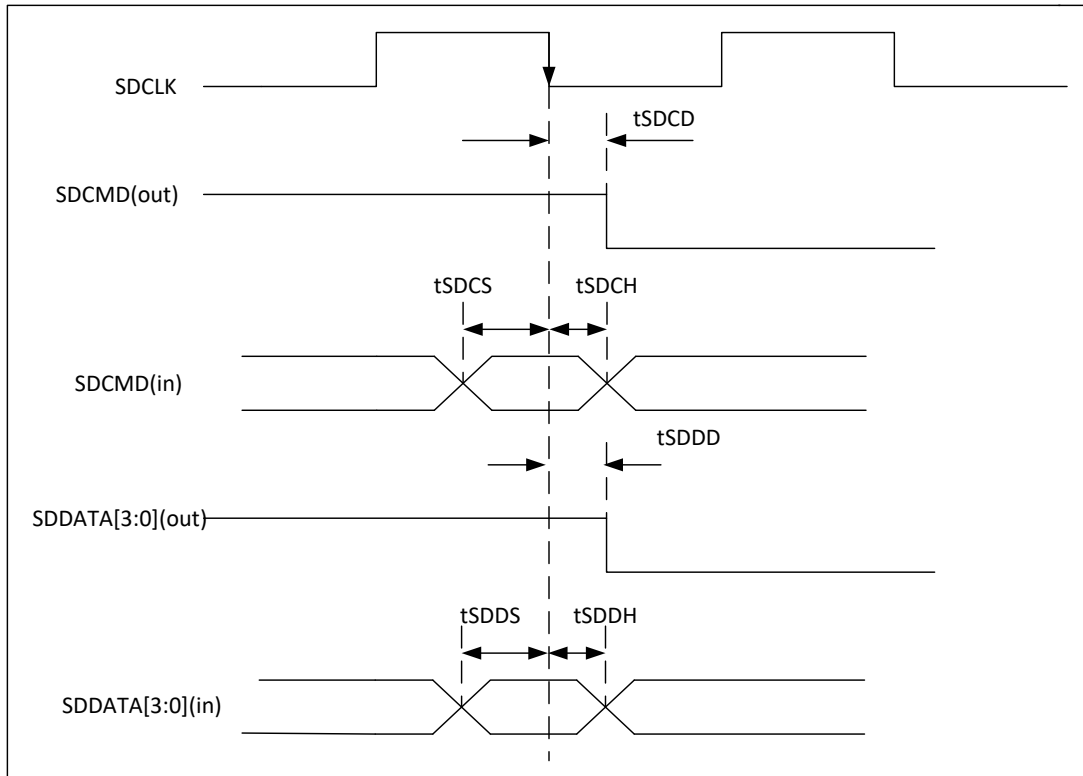 SDCLK
tSDCD
SDCMD(out)
tSDCS
tSDCH
SDCMD(in)
tSDDD
SDDATA[3:0](out)
tSDDS
tSDDH
SDDATA[3:0](in)